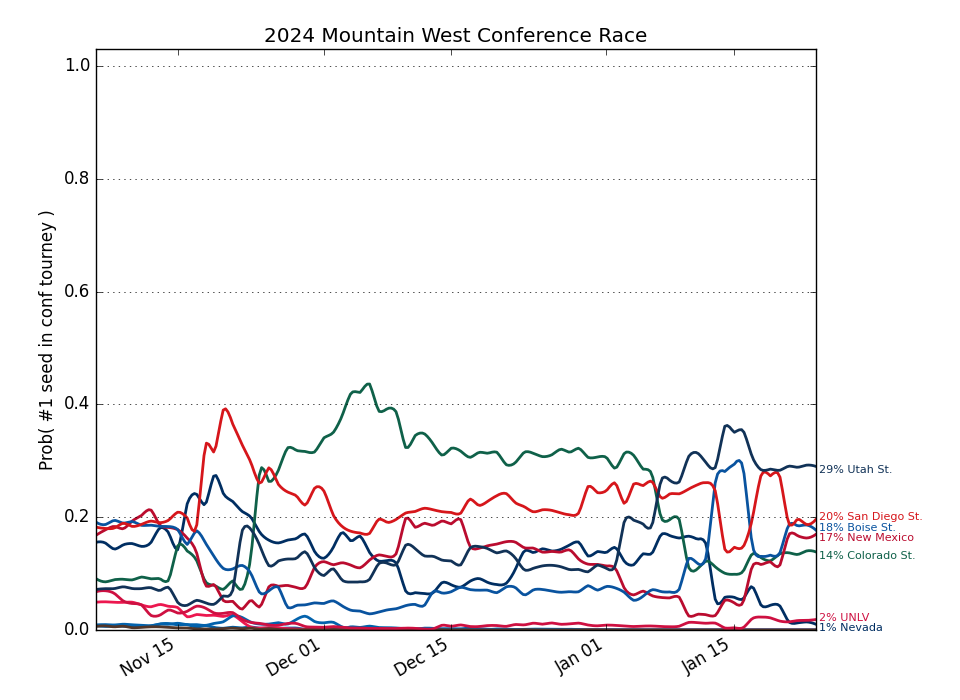 2024 Mountain West Conference Race
Prob( #1 seed in conf tourney )
1.0
0.8
0.6
0.4
0.2
0.0
Nov 15
Dec 01
Dec 15
Jan 01
Jan 15
29% Utah St.
20% San Diego St.
18% Boise St.
17% New Mexico
14% Colorado St.
2% UNLV
1% Nevada